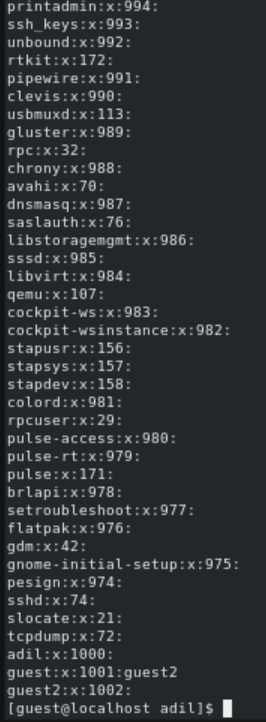 printadmin:x:994:
ssh_keys:x:993:
unbound:x:992:
rtkit:x:172:
pipewire:x:991:
clevis:x:990:
usbmuxd:x:113:
gluster:x:989:
rpc:x:32:
chrony:x:988:
avahi:x:70:
dnsmasq:x:987:
saslauth:x:76:
libstoragemgmt:x:986:
sssd:x:985:
libvirt:x:984:
qemu:x:107:
cockpit-ws:x:983:
cockpit-wsinstance:x:982:
stapusr:x:156:
stapsys:x:157:
stapdev:x:158:
colord:x:981:
rpcuser:x:29:
pulse-access:x:980:
pulse-rt:x:979:
pulse:x:171:
brlapi:x:978:
setroubleshoot:x:977:
flatpak:x:976:
gdm:x:42:
gnome-initial-setup:x:975:
pesign:x:974:
sshd:x:74:
slocate:x:21:
tcpdump:x:72:
adil:x:1000:
guest:x:1001:guest2
guest2:x:1002:
[guest@localhost adil]$